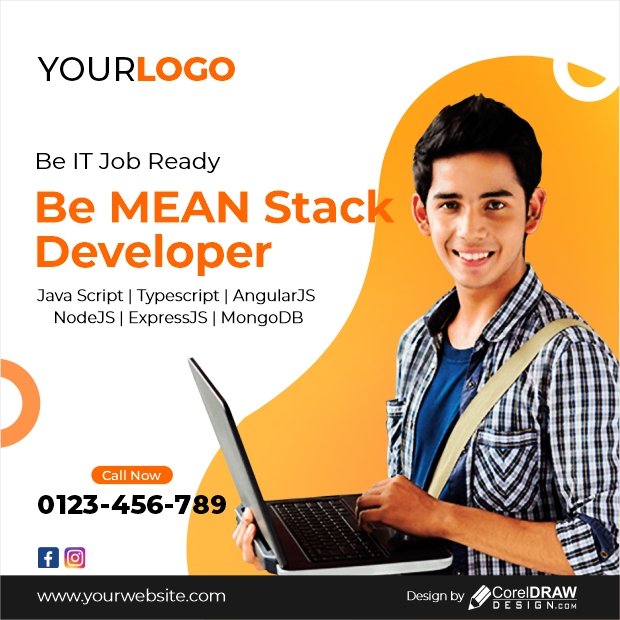 YOURLOGO
Be IT Job Ready
Be MEAN Stack
Developer
Java Script | Typescript | AngularJS
NodeJS | ExpressJS | MongoDB
Call Now
0123-456-789
www.yourwebsite.com
Design by CorelDRAW
DESIGN.COM